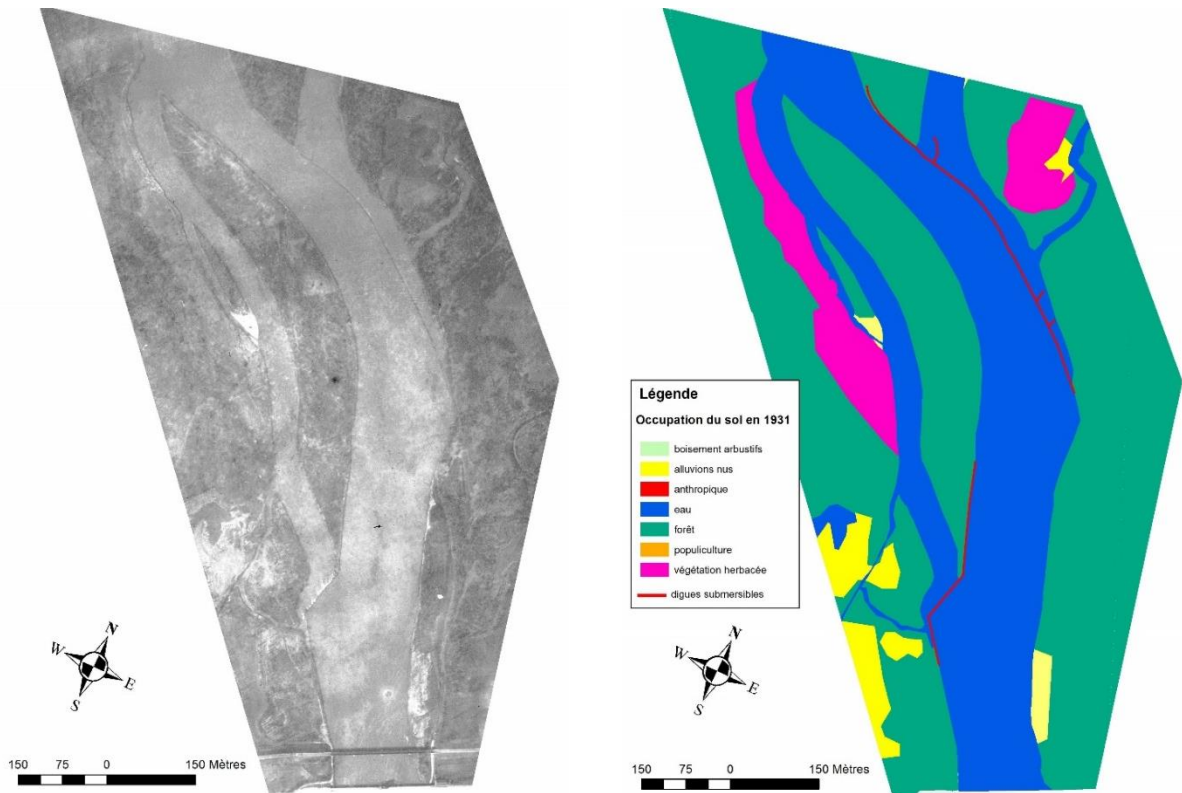 N
W
E
S
150 75 0 150 Mètres
Légende
Occupation du sol en 1931
boisement arbustifs
alluvions nus
anthropique
eau
forêt
populiculture
végétation herbacée
digues submersibles
N
W
E
S
150 75 0 150 Mètres